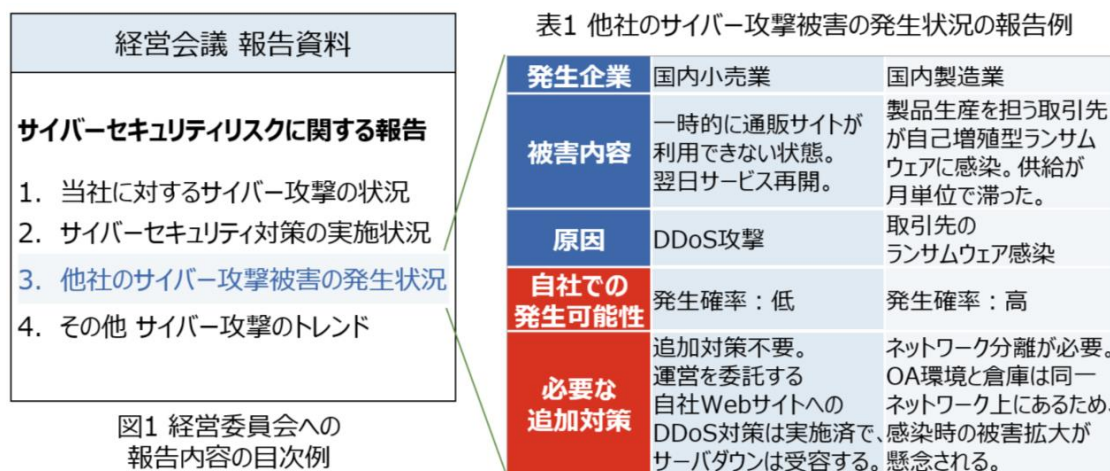 経営会議 報告資料
サイバーセキュリティリスクに関する報告
1. 当社に対するサイバー攻撃の状況
2. サイバーセキュリティ対策の実施状況
3. 他社のサイバー攻撃被害の発生状況
4. その他 サイバー攻撃のトレンド
図1 経営委員会への
報告内容の目次例
表1 他社のサイバー攻撃被害の発生状況の報告例
発生企業
国内小売業
国内製造業
被害内容
一時的に通販サイトが
利用できない状態。
翌日サービス再開。
製品生産を担う取引先
が自己増殖型ランサム
ウェアに感染。供給が
月単位で滞った。
原因
DDoS攻撃
取引先の
ランサムウェア感染
自社での
発生可能性
発生確率：低
発生確率：高
必要な
追加対策
追加対策不要。
運営を委託する
自社Webサイトへの
DDoS対策は実施済で、
サーバダウンは受容する。
ネットワーク分離が必要。
OA環境と倉庫は同一
ネットワーク上にあるため、
感染時の被害拡大が
懸念される。